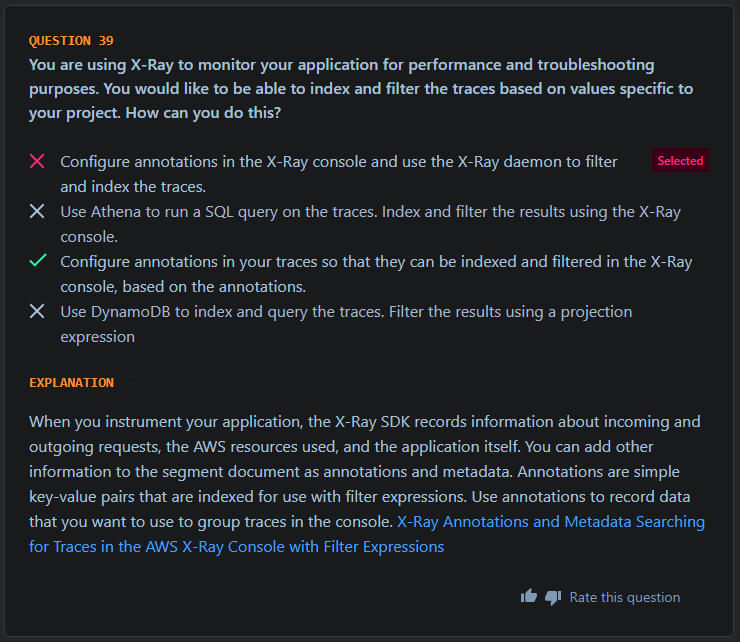 QUESTION 39
You are using X-Ray to monitor your application for performance and troubleshooting
purposes. You would like to be able to index and filter the traces based on values specific to
your project. How can you do this?
Configure annotations in the X-Ray console and use the X-Ray daemon to filter
and index the traces.
Selected
Use Athena to run a SQL query on the traces. Index and filter the results using the X-Ray
console.
Configure annotations in your traces so that they can be indexed and filtered in the X-Ray
console, based on the annotations.
Use DynamoDB to index and query the traces. Filter the results using a projection
expression
EXPLANATION
When you instrument your application, the X-Ray SDK records information about incoming and
outgoing requests, the AWS resources used, and the application itself. You can add other
information to the segment document as annotations and metadata. Annotations are simple
key-value pairs that are indexed for use with filter expressions. Use annotations to record data
that you want to use to group traces in the console. X-Ray Annotations and Metadata Searching
for Traces in the AWS X-Ray Console with Filter Expressions
Rate this question